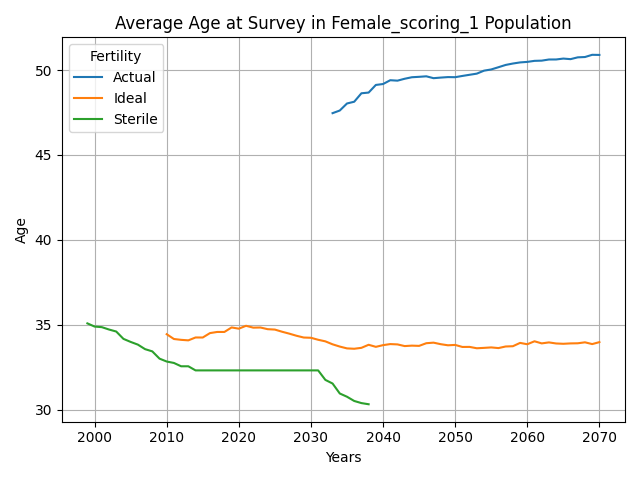 Average Age at Survey in Female_scoring_1 Population
Fertility
Actual
Ideal
Sterile
Age
50
45
40
35
30
2000 2010 2020 2030 2040 2050 2060 2070
Years